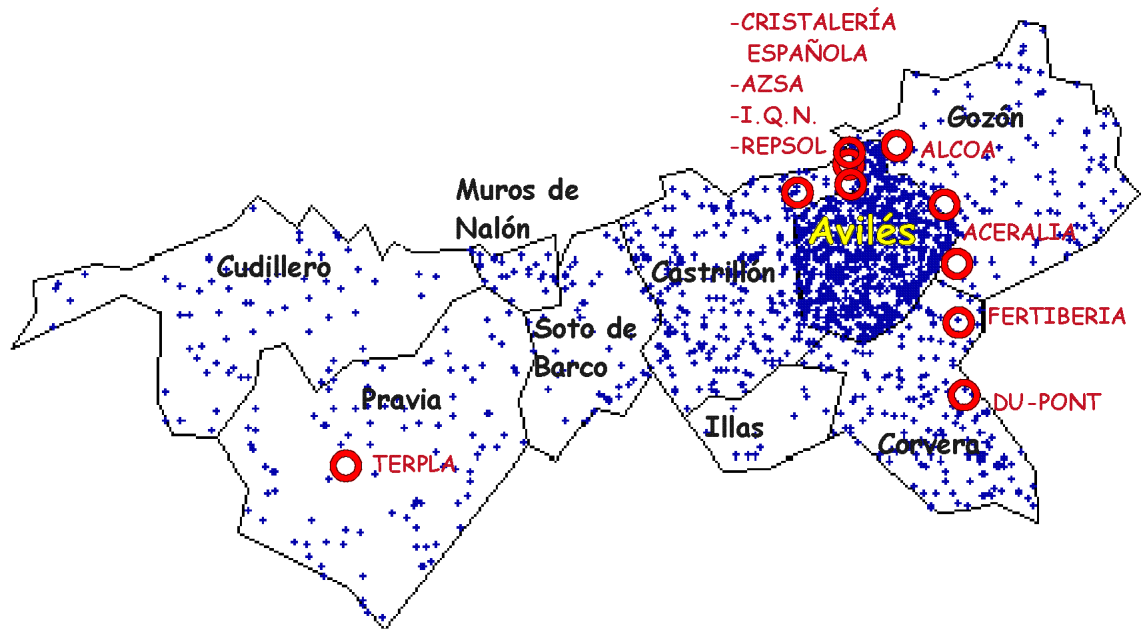 -CRISTALERÍA
ESPAÑOLA
-AZSA
-I.Q.N.
-REPSOL
Gozón
ALCOA
Muros de
Nalón
Avilés
ACERALIA
Cudillero
Castrillón
FERTIBERIA
Soto de
Barco
Pravia
DU-PONT
Illas
Corvera
TERPLA